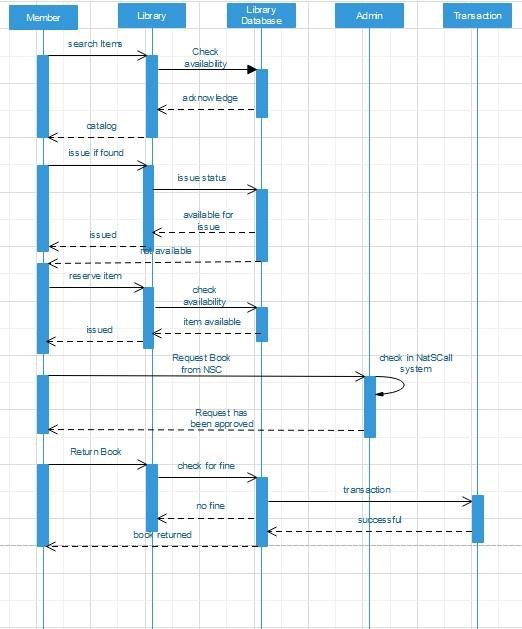 Member
Library
Library
Database
Admin
Transaction
search Items
Check
availability
acknowledge
catalog
issue if found
issue status
available for
issue
issued
not available
reserve item
check
availability
item available
issued
Request Book
from NSC
check in NatSCall
system
Request has
been approved
Return Book
check for fine
transaction
no fine
successful
book returned